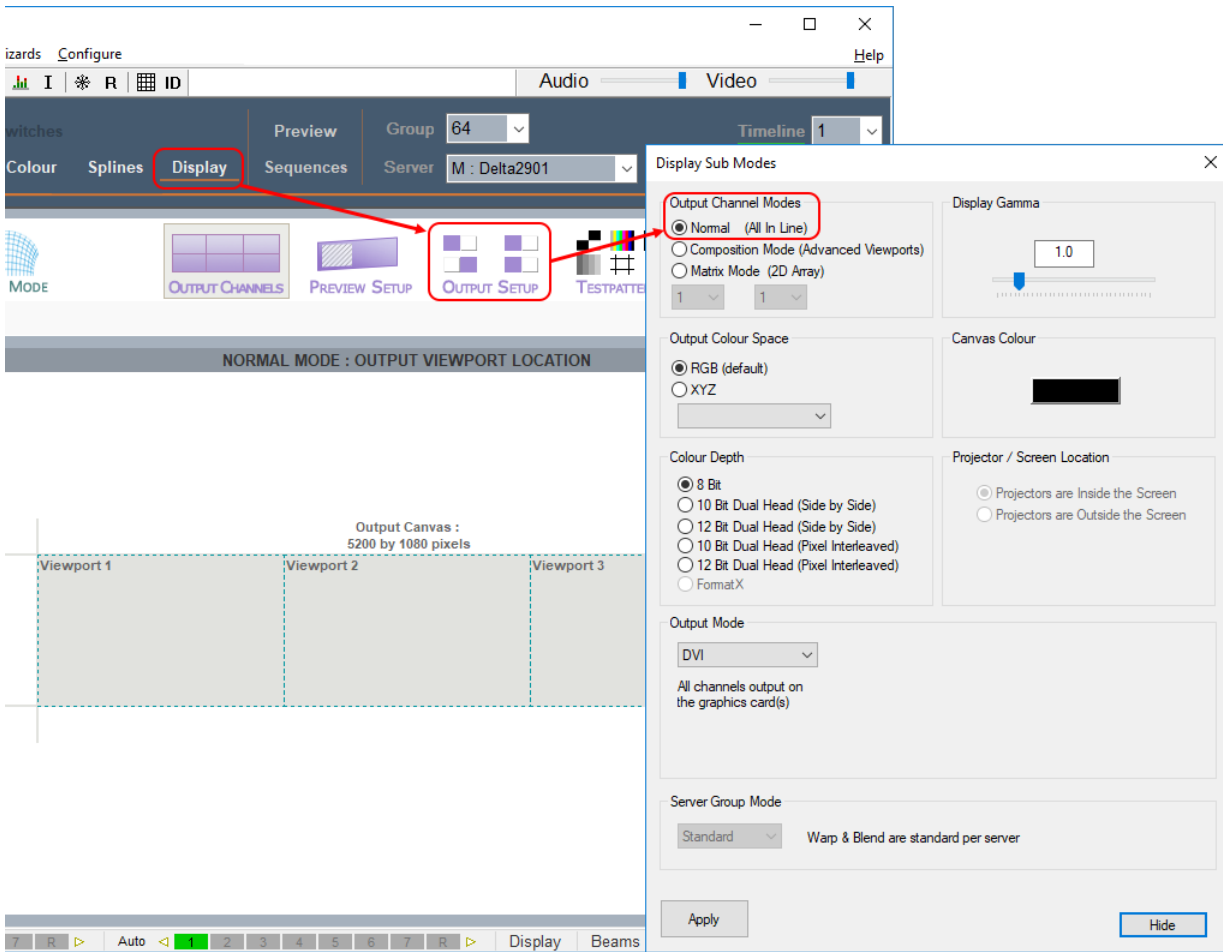 izards Configure
Help
I R ID
Audio Video
witches
Preview Group 64 Timeline 1
Colour Splines Display Sequences Server M : Delta2901
MODE
OUTPUT CHANNELS
PREVIEW SETUP
OUTPUT SETUP
TESTPATTE
NORMAL MODE : OUTPUT VIEWPORT LOCATION
Output Canvas :
5200 by 1080 pixels
Viewport 1 Viewport 2 Viewport 3
7 R Auto 1 2 3 4 5 6 7 R Display Beams
Display Sub Modes
Output Channel Modes
Normal (All In Line)
Composition Mode (Advanced Viewports)
Matrix Mode (2D Array)
1 1
Display Gamma
1.0
Output Colour Space
RGB (default)
XYZ
Canvas Colour
Colour Depth
8 Bit
10 Bit Dual Head (Side by Side)
12 Bit Dual Head (Side by Side)
10 Bit Dual Head (Pixel Interleaved)
12 Bit Dual Head (Pixel Interleaved)
FormatX
Projector / Screen Location
Projectors are Inside the Screen
Projectors are Outside the Screen
Output Mode
DVI
All channels output on
the graphics card(s)
Server Group Mode
Standard Warp & Blend are standard per server
Apply
Hide